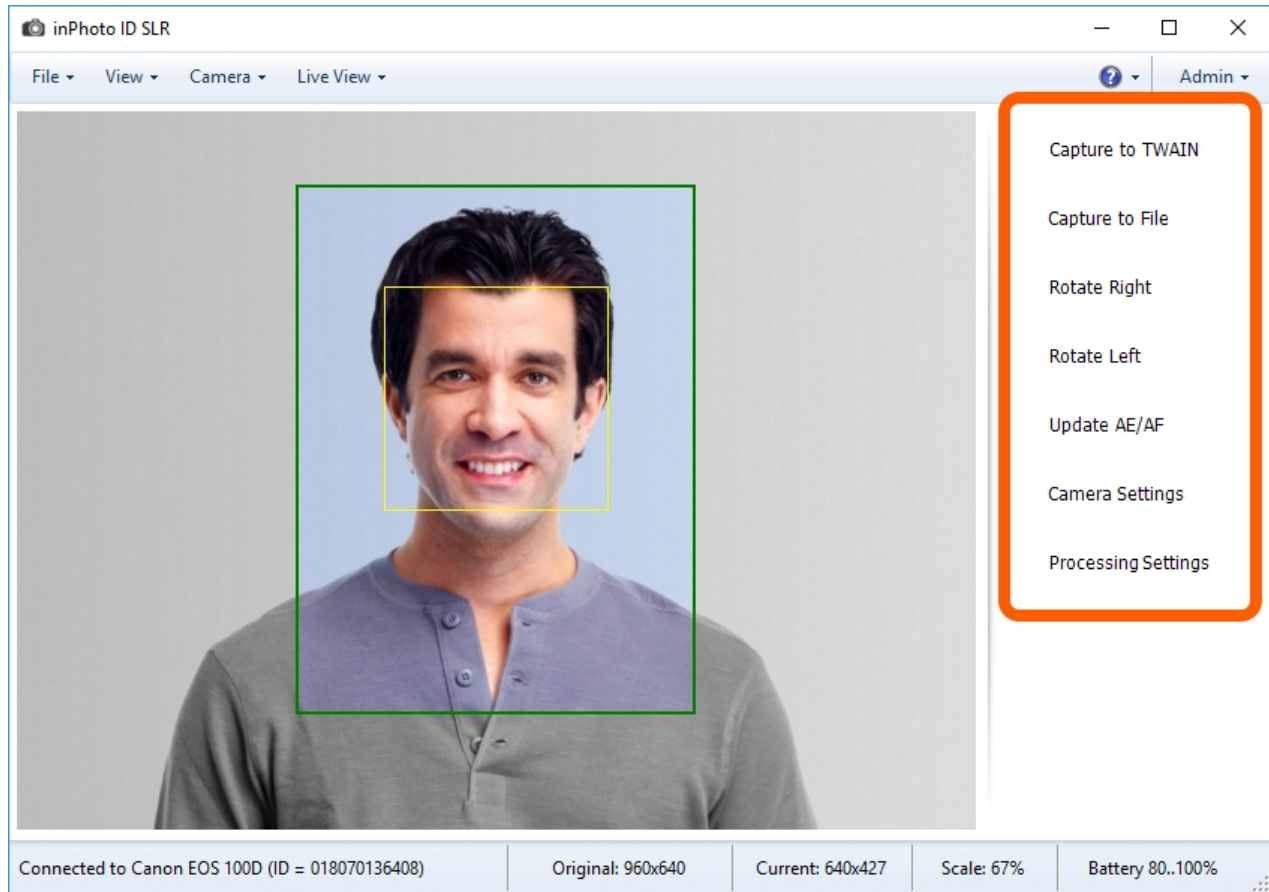 inPhoto ID SLR
File View Camera Live View ? Admin
Capture to TWAIN
Capture to File
Rotate Right
Rotate Left
Update AE/AF
Camera Settings
Processing Settings
Connected to Canon EOS 100D (ID = 018070136408) Original: 960x640 Current: 640x427 Scale: 67% Battery 80..100%